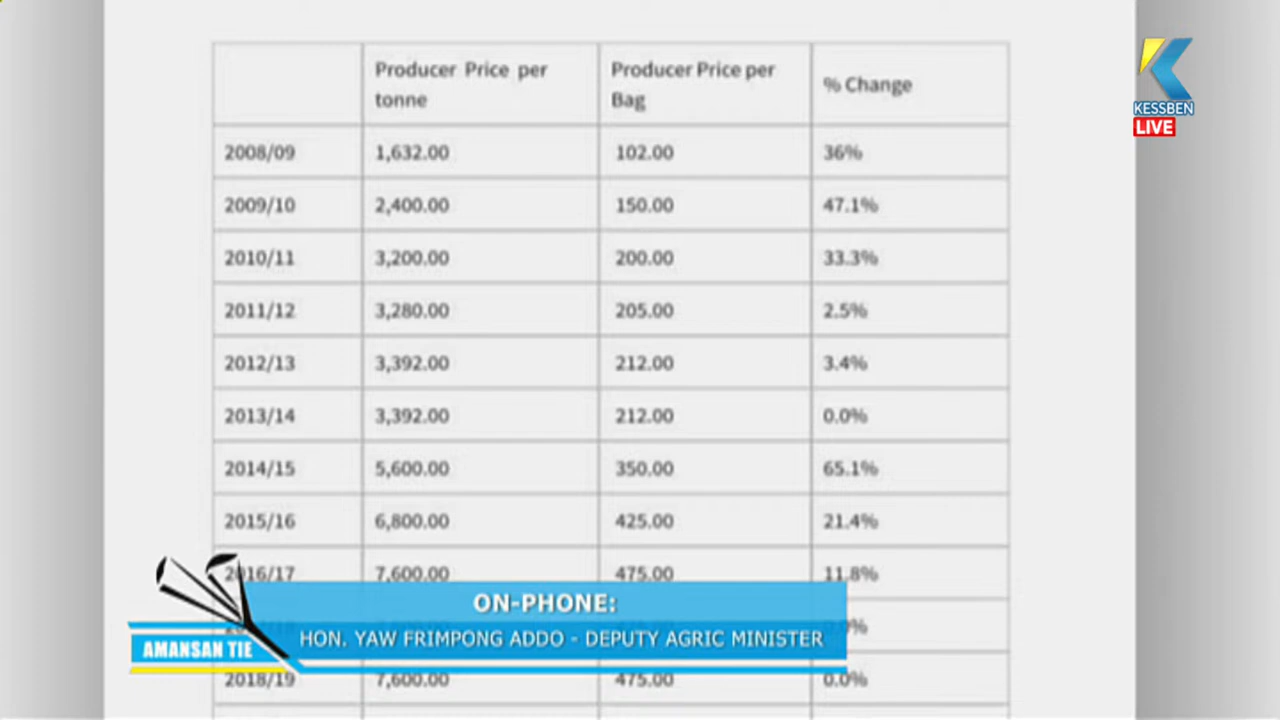 KESSBEN
LIVE
Producer Price per tonne
Producer Price per Bag
% Change
2008/09 1,632.00 102.00 36%
2009/10 2,400.00 150.00 47.1%
2010/11 3,200.00 200.00 33.3%
2011/12 3,280.00 205.00 2.5%
2012/13 3,392.00 212.00 3.4%
2013/14 3,392.00 212.00 0.0%
2014/15 5,600.00 350.00 65.1%
2015/16 6,800.00 425.00 21.4%
2016/17 7,600.00 475.00 11.8%
2018/19 7,600.00 475.00 0.0%
ON-PHONE:
HON. YAW FRIMPONG ADDO - DEPUTY AGRIC MINISTER
AMANSAN TIE